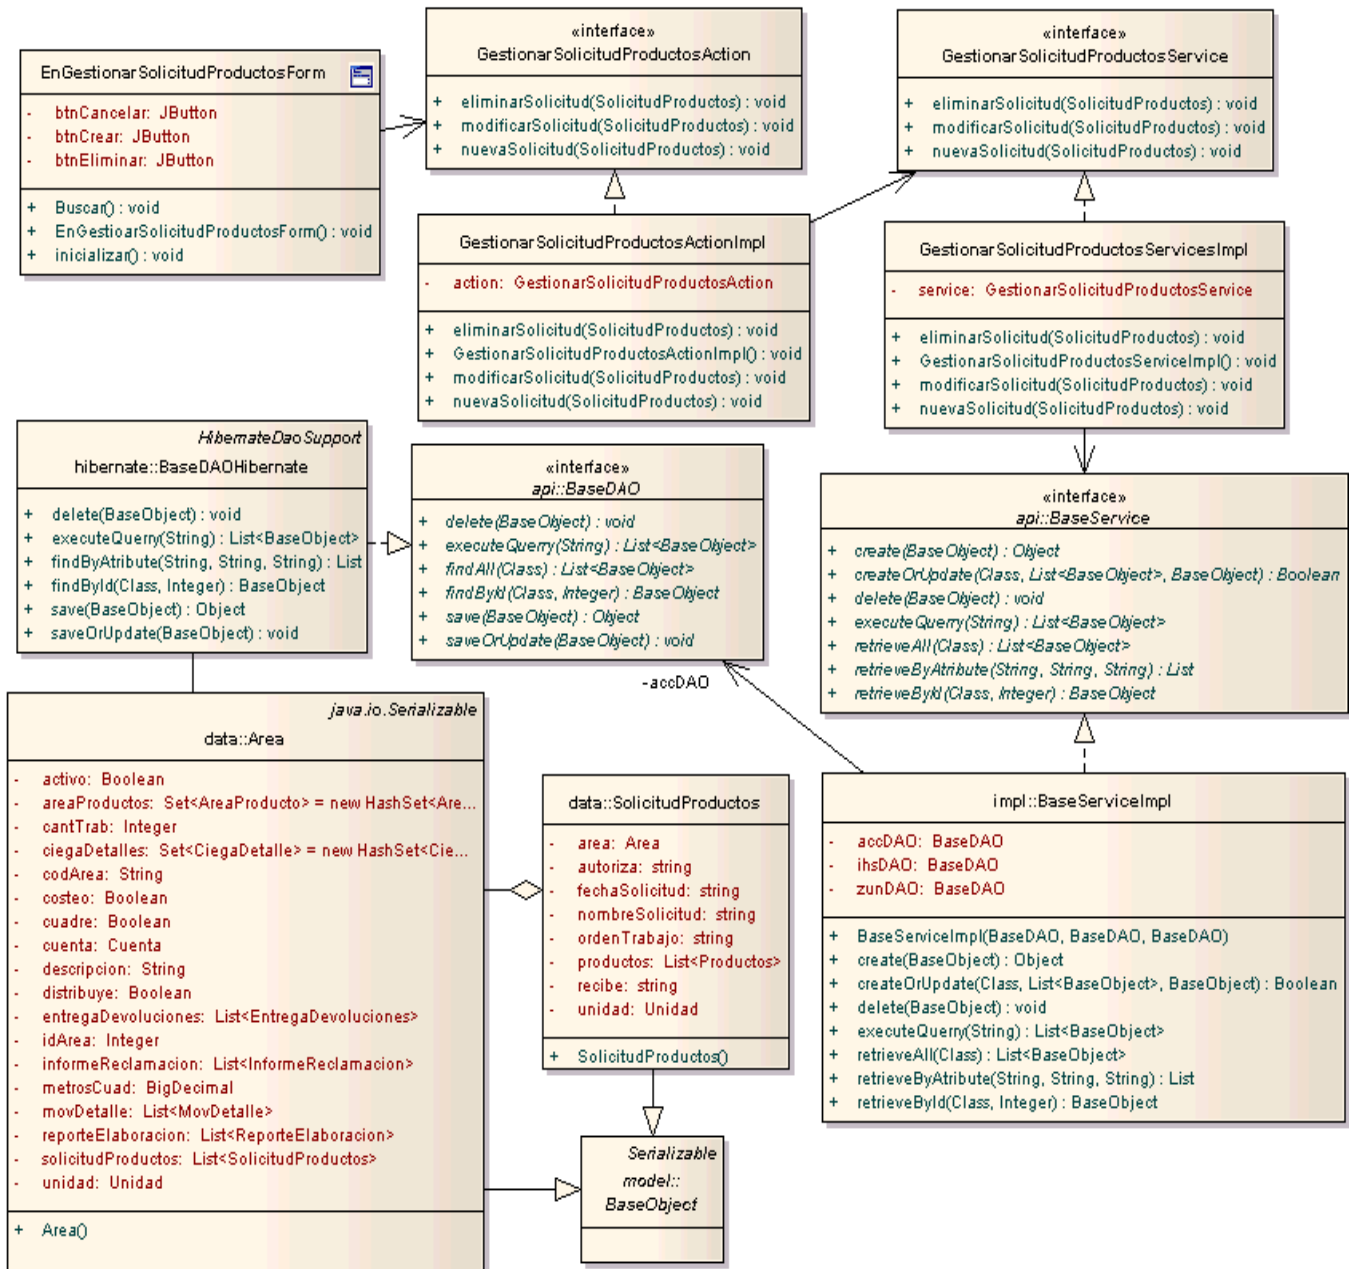 EnGestionarSolicitudProductosForm
- btnCancelar: JButton
- btnCrear: JButton
- btnEliminar: JButton
+ Buscar() : void
+ EnGestioarSolicitudProductosForm() : void
+ inicializar() : void
«interface»
GestionarSolicitudProductosAction
+ eliminarSolicitud(SolicitudProductos) : void
+ modificarSolicitud(SolicitudProductos) : void
+ nuevaSolicitud(SolicitudProductos) : void
«interface»
GestionarSolicitudProductosService
+ eliminarSolicitud(SolicitudProductos) : void
+ modificarSolicitud(SolicitudProductos) : void
+ nuevaSolicitud(SolicitudProductos) : void
GestionarSolicitudProductosActionImpl
- action: GestionarSolicitudProductosAction
+ eliminarSolicitud(SolicitudProductos) : void
+ GestionarSolicitudProductosActionImpl() : void
+ modificarSolicitud(SolicitudProductos) : void
+ nuevaSolicitud(SolicitudProductos) : void
GestionarSolicitudProductosServicesImpl
- service: GestionarSolicitudProductosService
+ eliminarSolicitud(SolicitudProductos) : void
+ GestionarSolicitudProductosServiceImpl() : void
+ modificarSolicitud(SolicitudProductos) : void
+ nuevaSolicitud(SolicitudProductos) : void
HibernateDaoSupport
hibernate::BaseDAOHibernate
+ delete(BaseObject) : void
+ executeQuerry(String) : List<BaseObject>
+ findByAtribute(String, String, String) : List
+ findById(Class, Integer) : BaseObject
+ save(BaseObject) : Object
+ saveOrUpdate(BaseObject) : void
«interface»
api::BaseDAO
+ delete(BaseObject) : void
+ executeQuerry(String) : List<BaseObject>
+ findAll(Class) : List<BaseObject>
+ findById(Class, Integer) : BaseObject
+ save(BaseObject) : Object
+ saveOrUpdate(BaseObject) : void
-accDAO
«interface»
api::BaseService
+ create(BaseObject) : Object
+ createOrUpdate(Class, List<BaseObject>, BaseObject) : Boolean
+ delete(BaseObject) : void
+ executeQuerry(String) : List<BaseObject>
+ retrieveAll(Class) : List<BaseObject>
+ retrieveByAtribute(String, String, String) : List
+ retrieveById(Class, Integer) : BaseObject
java.io.Serializable
data::Area
- activo: Boolean
- areaProductos: Set<AreaProducto> = new HashSet<Are...
- cantTrab: Integer
- ciegaDetalles: Set<CiegaDetalle> = new HashSet<Cie...
- codArea: String
- costeo: Boolean
- cuadre: Boolean
- cuenta: Cuenta
- descripcion: String
- distribuye: Boolean
- entregaDevoluciones: List<EntregaDevoluciones>
- idArea: Integer
- informeReclamacion: List<InformeReclamacion>
- metrosCuad: BigDecimal
- movDetalle: List<MovDetalle>
- reporteElaboracion: List<ReporteElaboracion>
- solicitudProductos: List<SolicitudProductos>
- unidad: Unidad
+ Area()
data::SolicitudProductos
- area: Area
- autoriza: string
- fechaSolicitud: string
- nombreSolicitud: string
- ordenTrabajo: string
- productos: List<Productos>
- recibe: string
- unidad: Unidad
+ SolicitudProductos()
impl::BaseServiceImpl
- accDAO: BaseDAO
- ihsDAO: BaseDAO
- zunDAO: BaseDAO
+ BaseServiceImpl(BaseDAO, BaseDAO, BaseDAO)
+ create(BaseObject) : Object
+ createOrUpdate(Class, List<BaseObject>, BaseObject) : Boolean
+ delete(BaseObject) : void
+ executeQuerry(String) : List<BaseObject>
+ retrieveAll(Class) : List<BaseObject>
+ retrieveByAtribute(String, String, String) : List
+ retrieveById(Class, Integer) : BaseObject
Serializable
model::
BaseObject